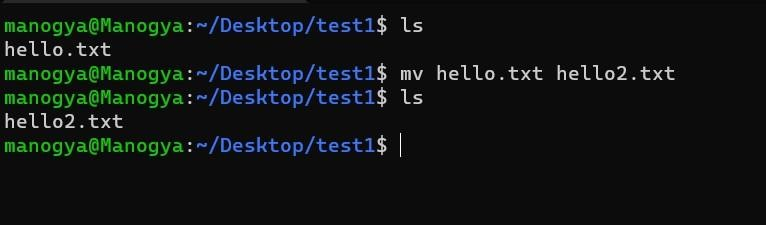 manogya@Manogya:~/Desktop/test1$ ls
hello.txt
manogya@Manogya:~/Desktop/test1$ mv hello.txt hello2.txt
manogya@Manogya:~/Desktop/test1$ ls
hello2.txt
manogya@Manogya:~/Desktop/test1$